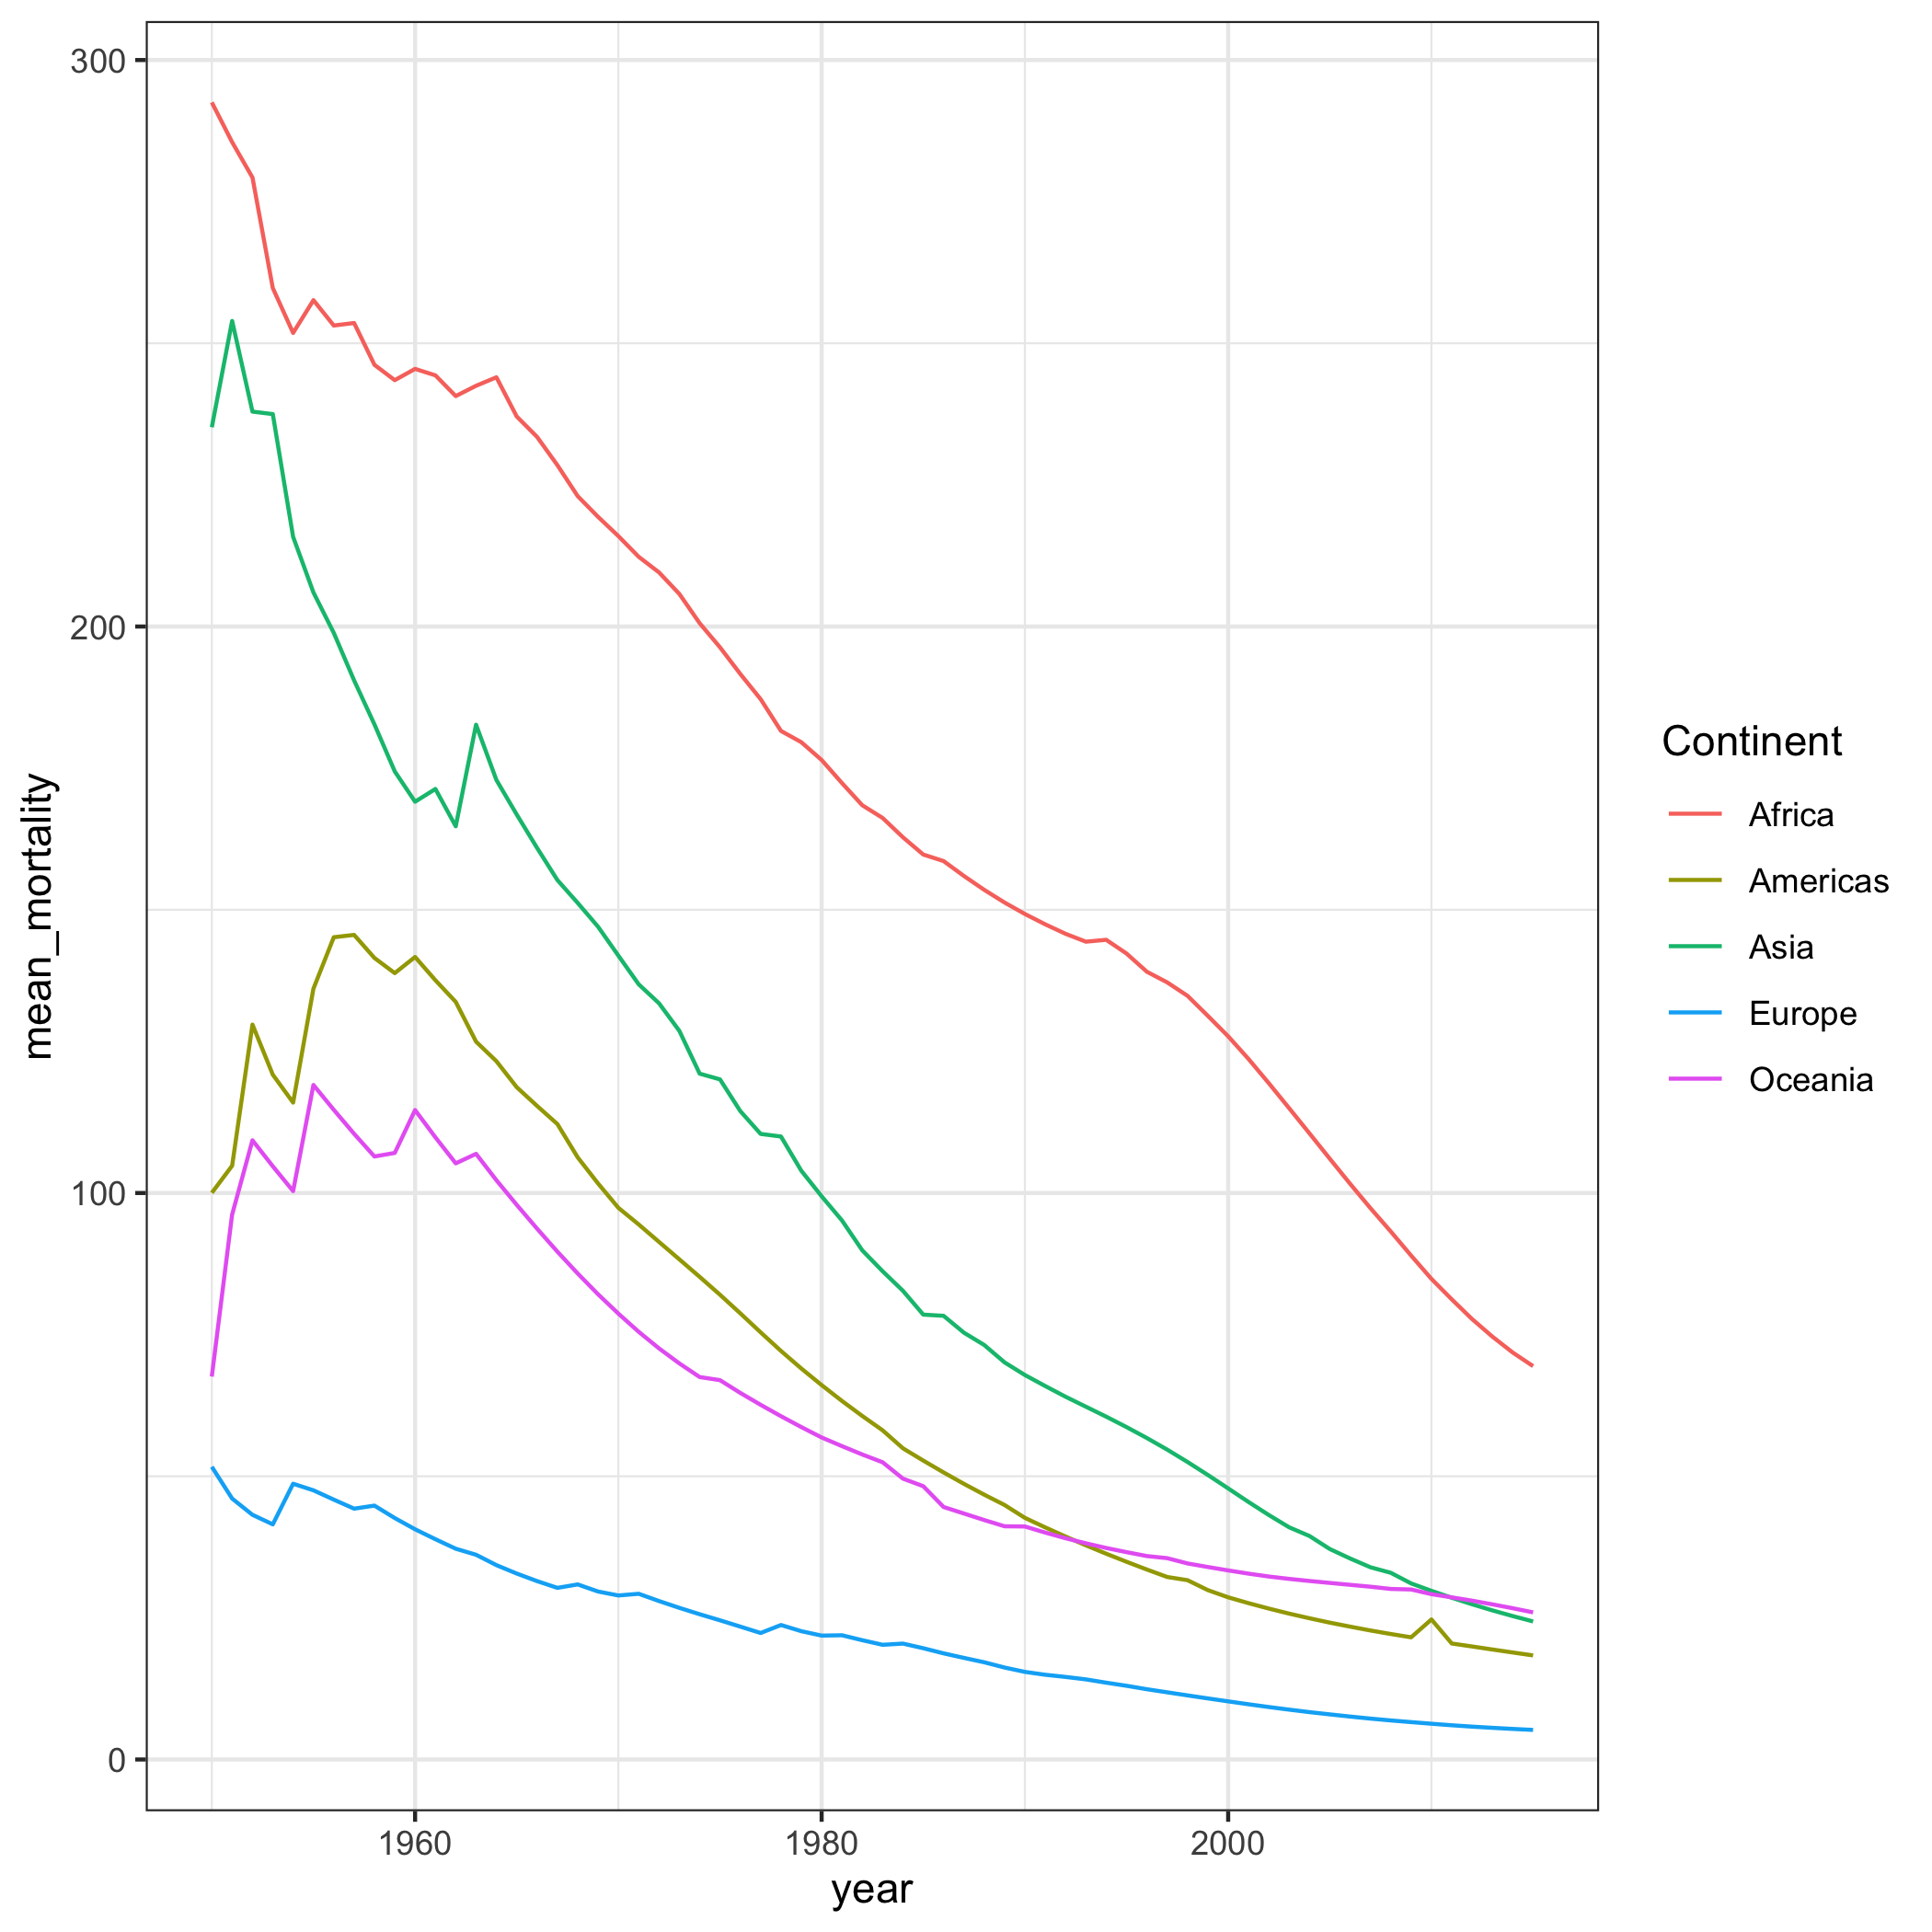 300
200
100
0
mean_mortality
1960 1980 2000
year
Continent
Africa
Americas
Asia
Europe
Oceania